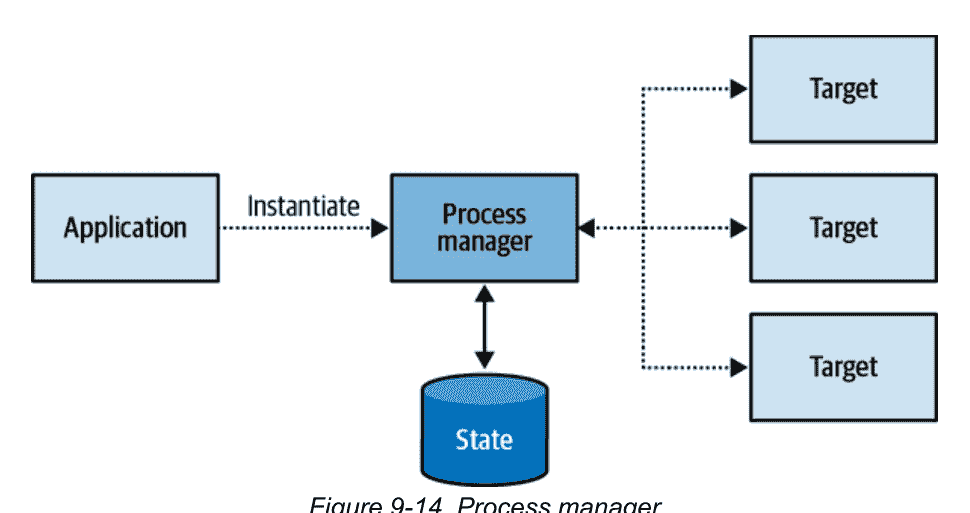 Target
Application
Instantiate
Process
manager
Target
Target
State
Figure 9-14. Process manager